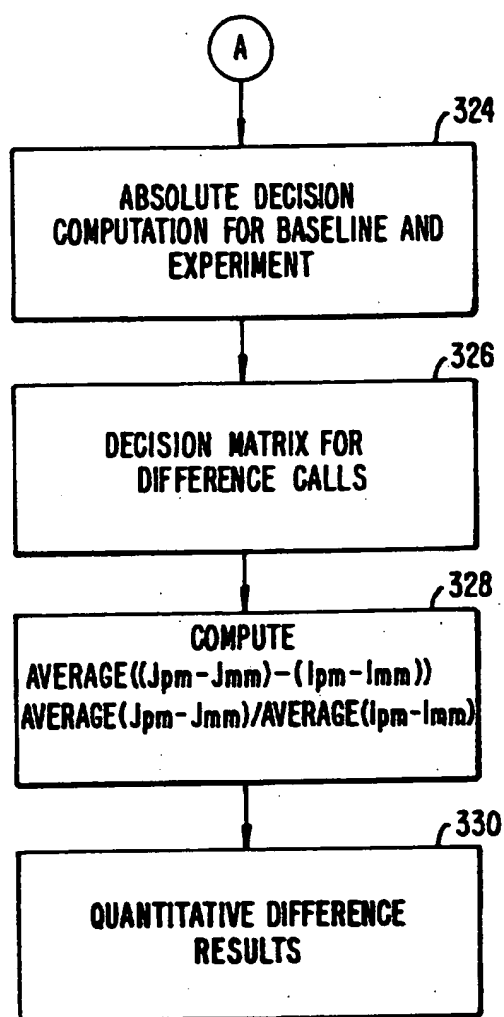 A
324
ABSOLUTE DECISION
COMPUTATION FOR BASELINE AND
EXPERIMENT
326
DECISION MATRIX FOR
DIFFERENCE CALLS
328
COMPUTE
AVERAGE((Jpm-Jmm)-(Ipm-Imm))
AVERAGE(Jpm-Jmm)/AVERAGE(Ipm-Imm)
330
QUANTITATIVE DIFFERENCE
RESULTS